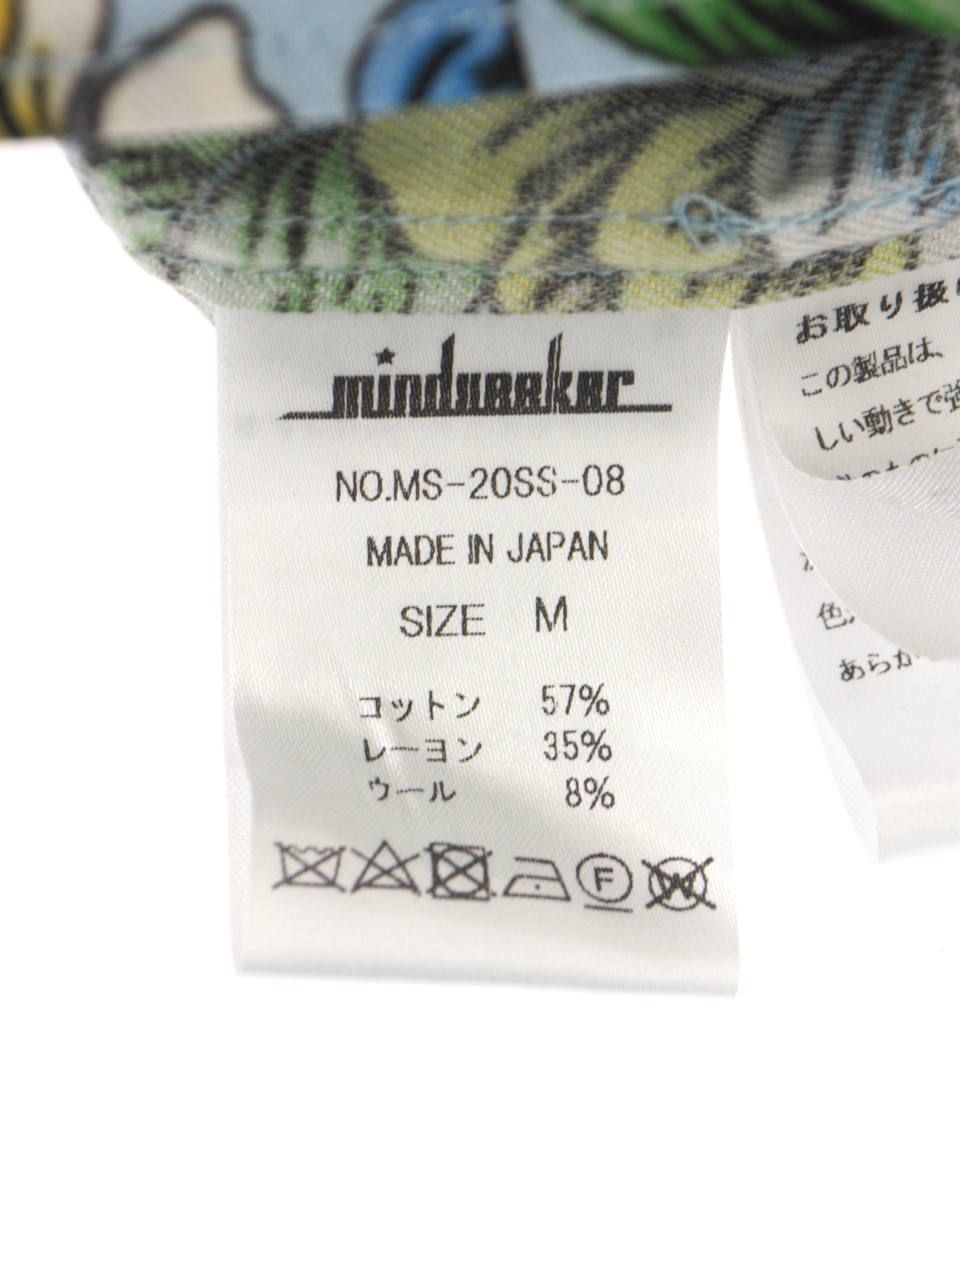 mindseeker
NO.MS-20SS-08
MADE IN JAPAN
SIZE M
コットン 57%
レーヨン 35%
ウール 8%
F
W
お取り扱
この製品は、
しい動きで強
色
あらか